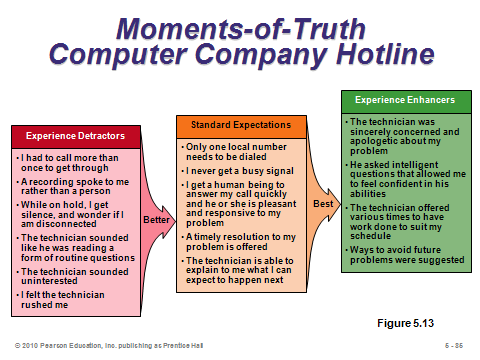 Moments-of-Truth
Computer Company Hotline
Experience Detractors
• I had to call more than
once to get through
• A recording spoke to me
rather than a person
• While on hold, I get
silence, and wonder if I
am disconnected
• The technician sounded
like he was reading a
form of routine questions
• The technician sounded
uninterested
• I felt the technician
rushed me
Better
Standard Expectations
• Only one local number
needs to be dialed
• I never get a busy signal
• I get a human being to
answer my call quickly
and he or she is pleasant
and responsive to my
problem
• A timely resolution to my
problem is offered
• The technician is able to
explain to me what I can
expect to happen next
Best
Experience Enhancers
• The technician was
sincerely concerned and
apologetic about my
problem
• He asked intelligent
questions that allowed me
to feel confident in his
abilities
• The technician offered
various times to have
work done to suit my
schedule
• Ways to avoid future
problems were suggested
Figure 5.13
© 2010 Pearson Education, Inc. publishing as Prentice Hall
5 - 86